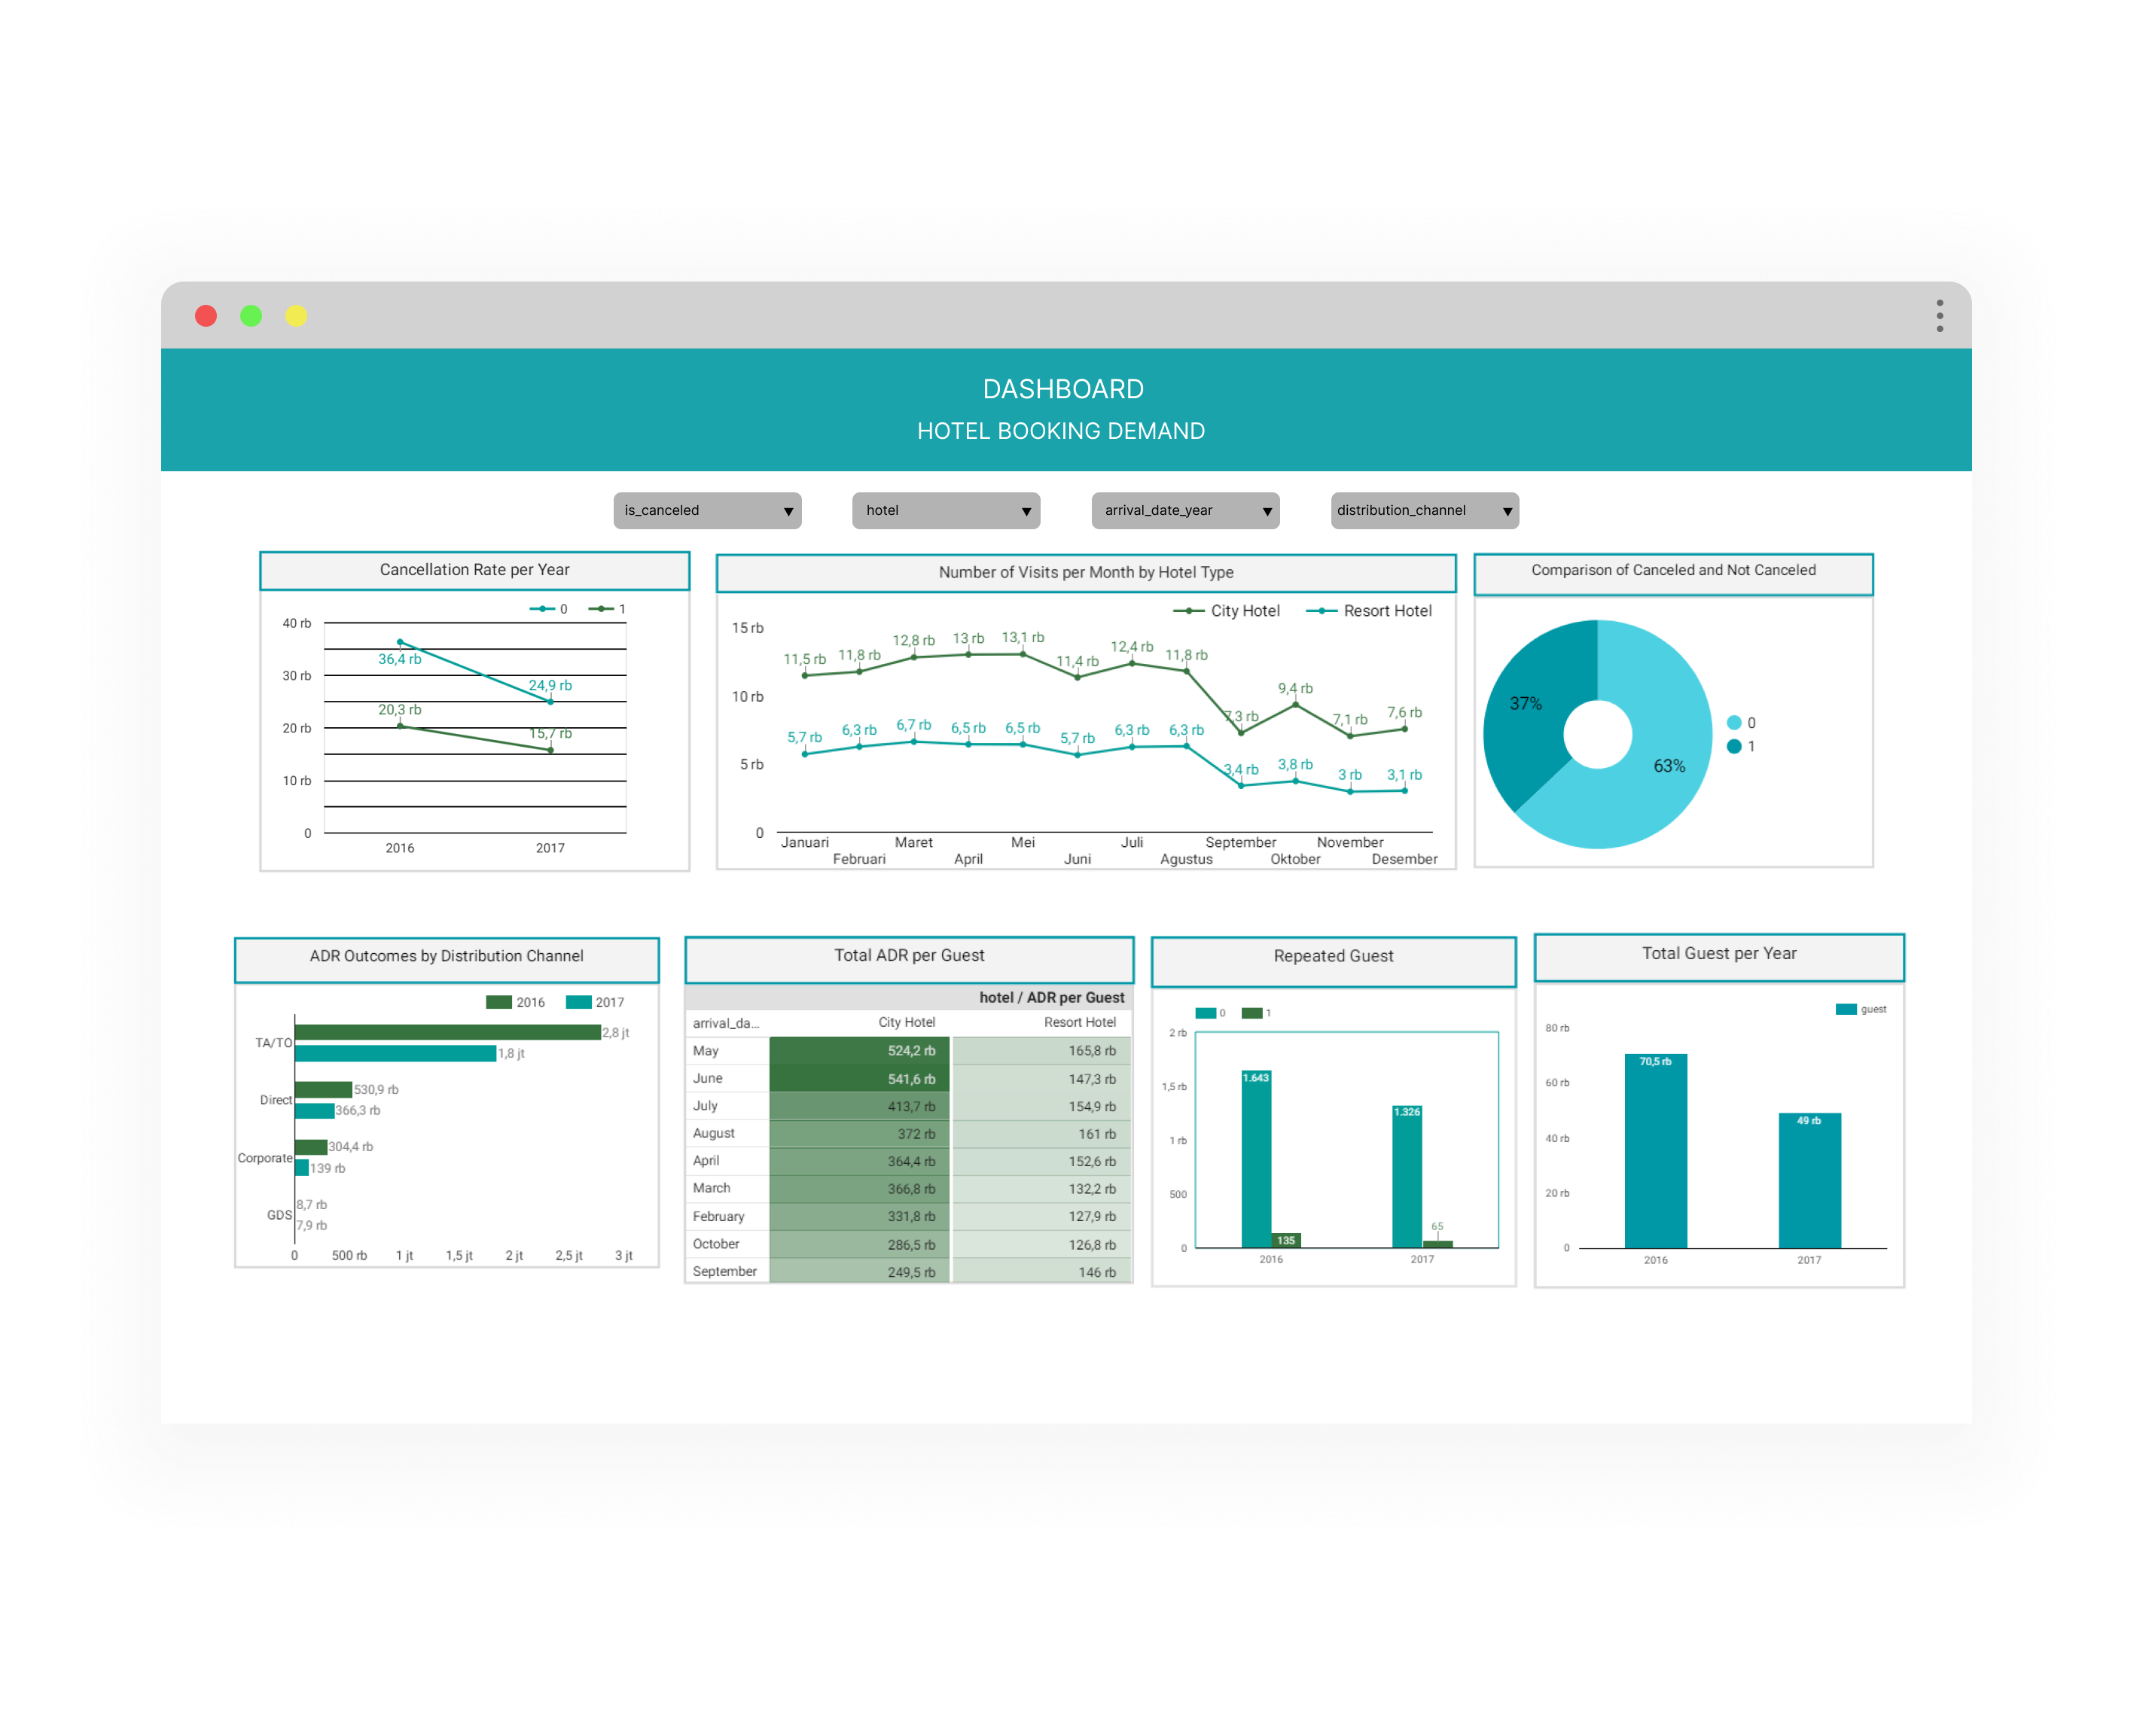 DASHBOARD
HOTEL BOOKING DEMAND
is_canceled
hotel
arrival_date_year
distribution_channel
Cancellation Rate per Year
0 1
40 rb
30 rb
20 rb
10 rb
0
36,4 rb
24,9 rb
20,3 rb
15,7 rb
2016 2017
Number of Visits per Month by Hotel Type
City Hotel Resort Hotel
15 rb
10 rb
5 rb
0
11,5 rb 11,8 rb 12,8 rb 13 rb 13,1 rb 11,4 rb 12,4 rb 11,8 rb 7,3 rb 9,4 rb 7,1 rb 7,6 rb
5,7 rb 6,3 rb 6,7 rb 6,5 rb 6,5 rb 5,7 rb 6,3 rb 6,3 rb 3,4 rb 3,8 rb 3 rb 3,1 rb
Januari Maret Mei Juli September November
Februari April Juni Agustus Oktober Desember
Comparison of Canceled and Not Canceled
37%
63%
0
1
ADR Outcomes by Distribution Channel
2016 2017
TA/TO
2,8 jt
1,8 jt
Direct
530,9 rb
366,3 rb
Corporate
304,4 rb
139 rb
GDS
8,7 rb
7,9 rb
0 500 rb 1 jt 1,5 jt 2 jt 2,5 jt 3 jt
Total ADR per Guest
hotel / ADR per Guest
arrival_da... City Hotel Resort Hotel
May 524,2 rb 165,8 rb
June 541,6 rb 147,3 rb
July 413,7 rb 154,9 rb
August 372 rb 161 rb
April 364,4 rb 152,6 rb
March 366,8 rb 132,2 rb
February 331,8 rb 127,9 rb
October 286,5 rb 126,8 rb
September 249,5 rb 146 rb
Repeated Guest
0 1
2 rb
1,5 rb
1 rb
500
0
1.643
135
1.326
65
2016 2017
Total Guest per Year
guest
80 rb
60 rb
40 rb
20 rb
0
70,5 rb
49 rb
2016 2017